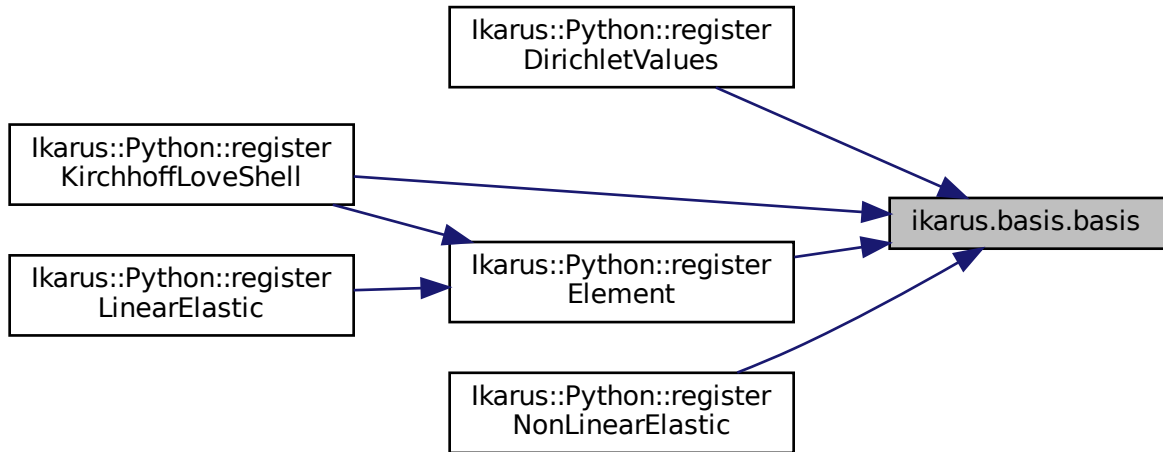 Ikarus::Python::register
DirichletValues
Ikarus::Python::register
KirchhoffLoveShell
ikarus.basis.basis
Ikarus::Python::register
LinearElastic
Ikarus::Python::register
Element
Ikarus::Python::register
NonLinearElastic